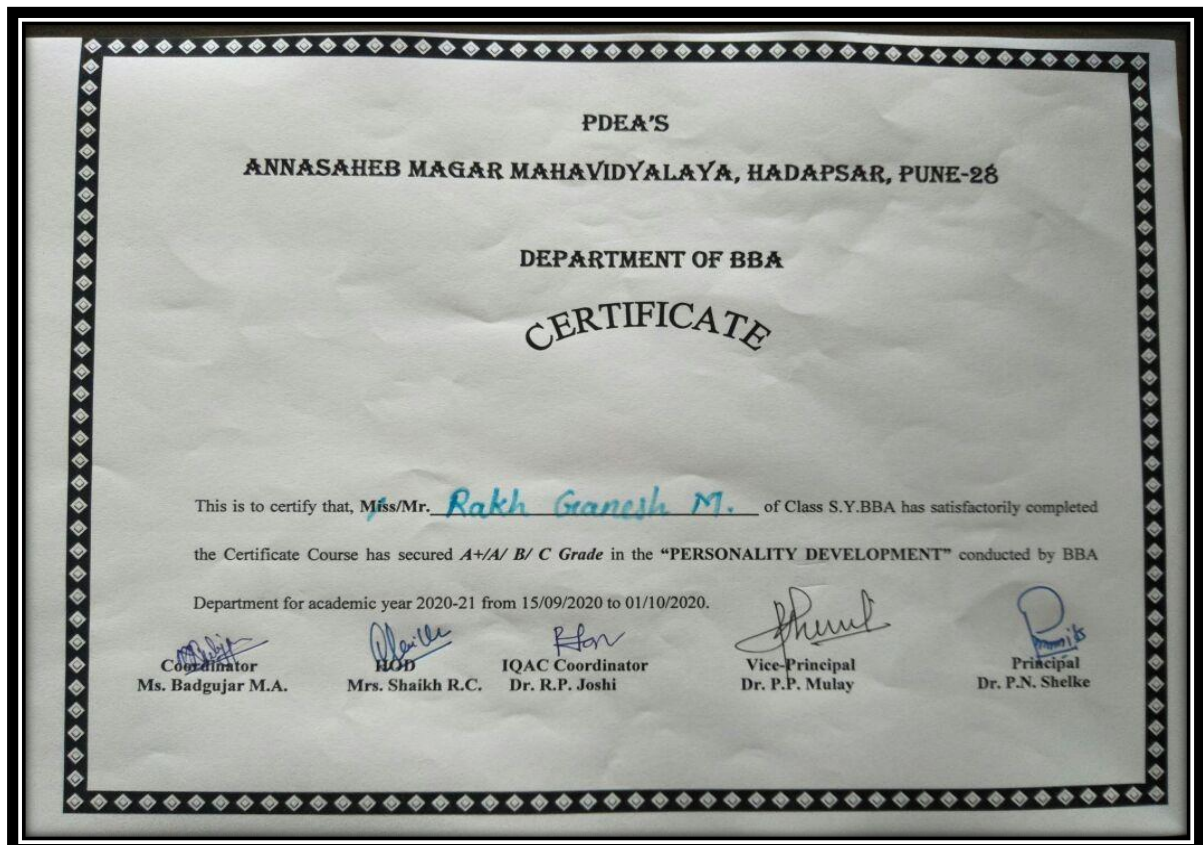 PDEA'S
ANNASAHEB MAGAR MAHAVIDYALAYA, HADAPSAR, PUNE-28
DEPARTMENT OF BBA
CERTIFICATE
This is to certify that, Miss/Mr. Rakh Ganesh M. of Class S.Y.BBA has satisfactorily completed
the Certificate Course has secured A+/A/ B/ C Grade in the “PERSONALITY DEVELOPMENT” conducted by BBA
Department for academic year 2020-21 from 15/09/2020 to 01/10/2020.
Coordinator HOD IQAC Coordinator Vice-Principal Principal
Ms. Badgujar M.A. Mrs. Shaikh R.C. Dr. R.P. Joshi Dr. P.P. Mulay Dr. P.N. Shelke